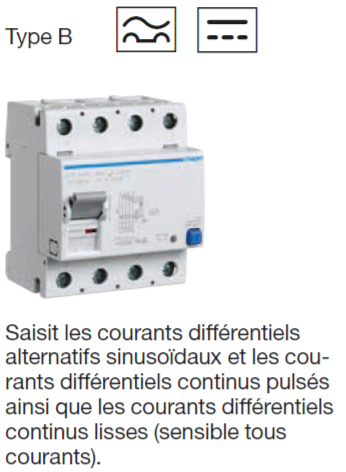 Type B
hager
Saisit les courants différentiels
alternatifs sinusoïdaux et les cou-
rants différentiels continus pulsés
ainsi que les courants différentiels
continus lisses (sensible tous
courants).